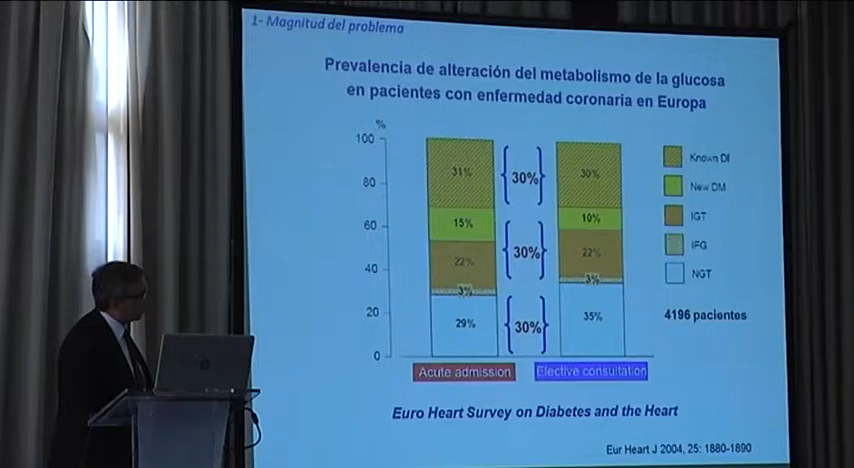 1- Magnitud del problema
Prevalencia de alteración del metabolismo de la glucosa
en pacientes con enfermedad coronaria en Europa
%
100
80
60
40
20
0
31%
15%
22%
3%
29%
30%
30%
30%
30%
10%
22%
3%
35%
Known DI
New DM
IGT
IFG
NGT
4196 pacientes
Acute admission
Elective consultation
Euro Heart Survey on Diabetes and the Heart
Eur Heart J 2004, 25: 1880-1890